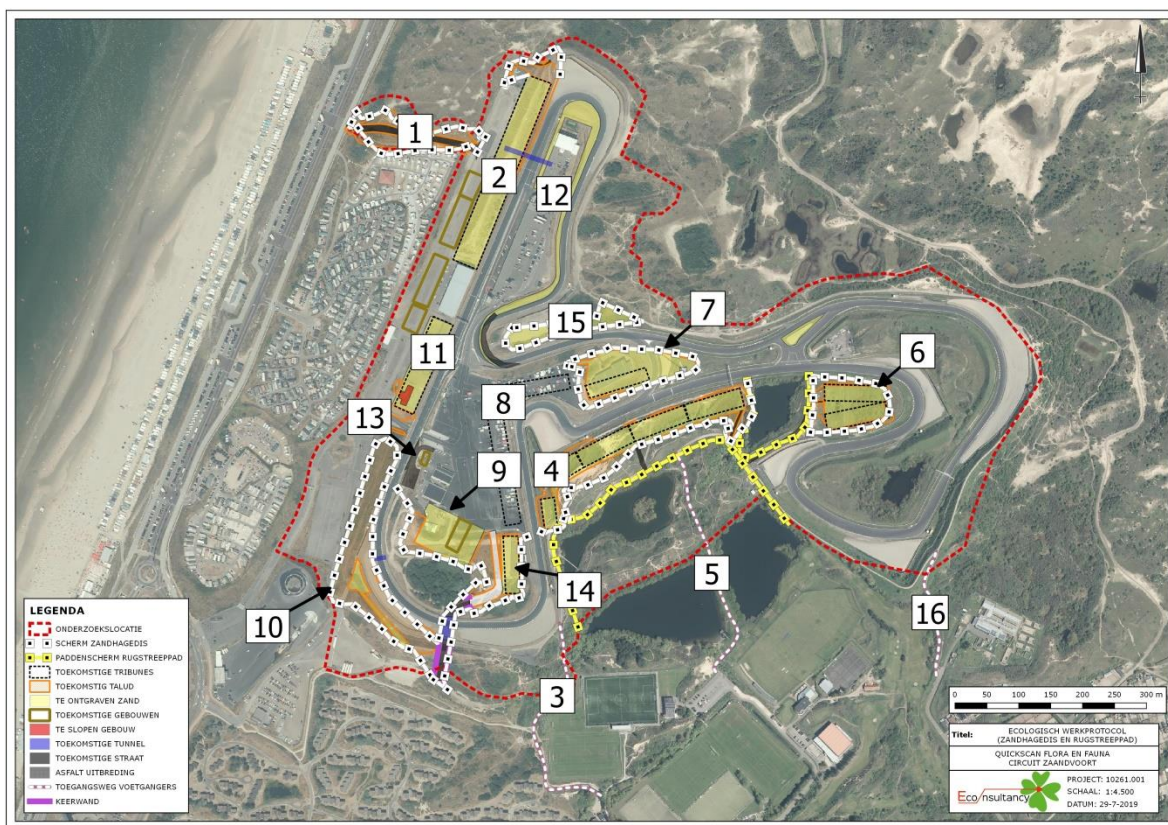 1
2
12
15
7
6
11
8
13
4
9
5
14
10
16
3
LEGENDA
ONDERZOEKSLOCATIE
SCHERM ZANDHAGEDIS
PADDENSCHERM RUGSTREEPPAD
TOEKOMSTIGE TRIBUNES
TOEKOMSTIG TALUD
TE ONTGRAVEN ZAND
TOEKOMSTIGE GEBOUWEN
TE SLOPEN GEBOUW
TOEKOMSTIGE TUNNEL
TOEKOMSTIGE STRAAT
ASFALT UITBREDING
TOEGANGSWEG VOETGANGERS
KEERWAND
0 50 100 150 200 250 300 m
Titel: ECOLOGISCH WERKPROTOCOL
(ZANDHAGEDIS EN RUGSTREEPPAD)
QUICKSCAN FLORA EN FAUNA
CIRCUIT ZAANDVOORT
Econsultancy
PROJECT: 10261.001
SCHAAL: 1:4.500
DATUM: 29-7-2019